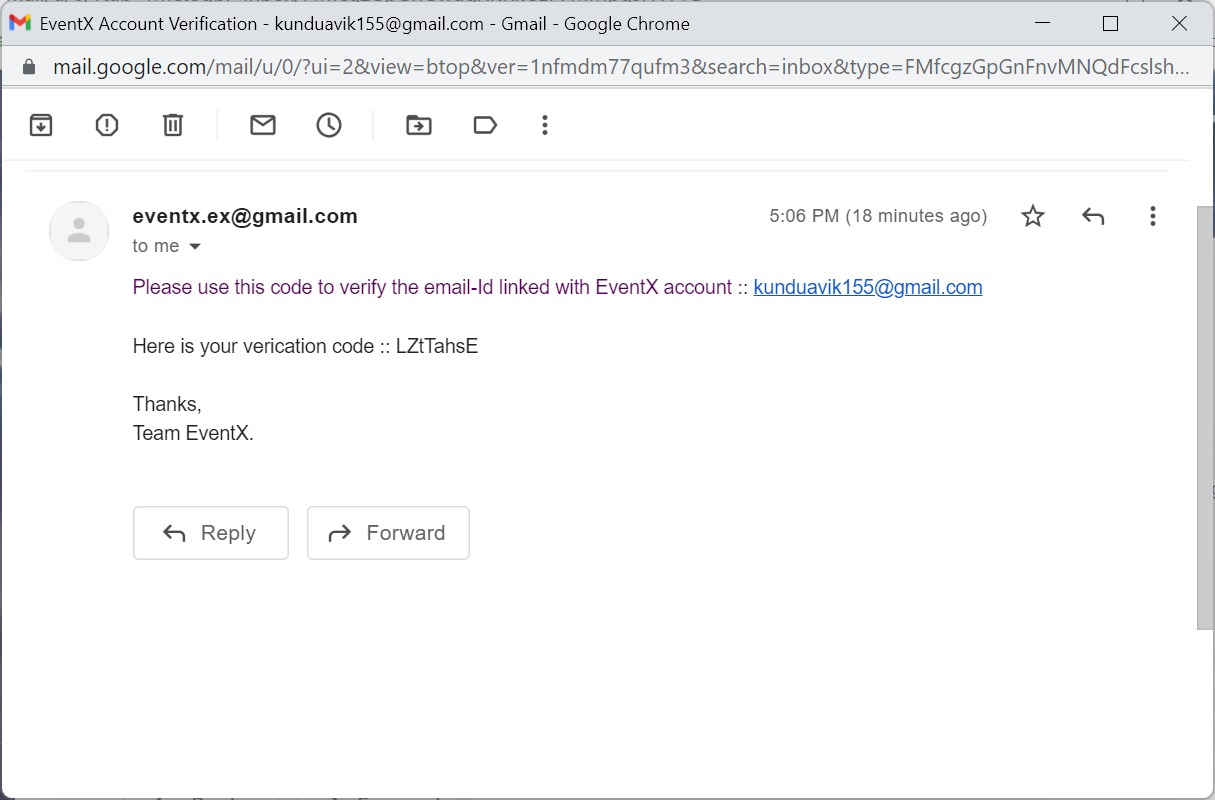 EventX Account Verification - kunduavik155@gmail.com - Gmail - Google Chrome
mail.google.com/mail/u/0/?ui=2&view=btop&ver=1nfmdm77qufm3&search=inbox&type=FMfcgzGpGnFnvMNQdFcslsh...
eventx.ex@gmail.com
5:06 PM (18 minutes ago)
to me
Please use this code to verify the email-Id linked with EventX account :: kunduavik155@gmail.com
Here is your verication code :: LZtTahsE
Thanks,
Team EventX.
Reply
Forward